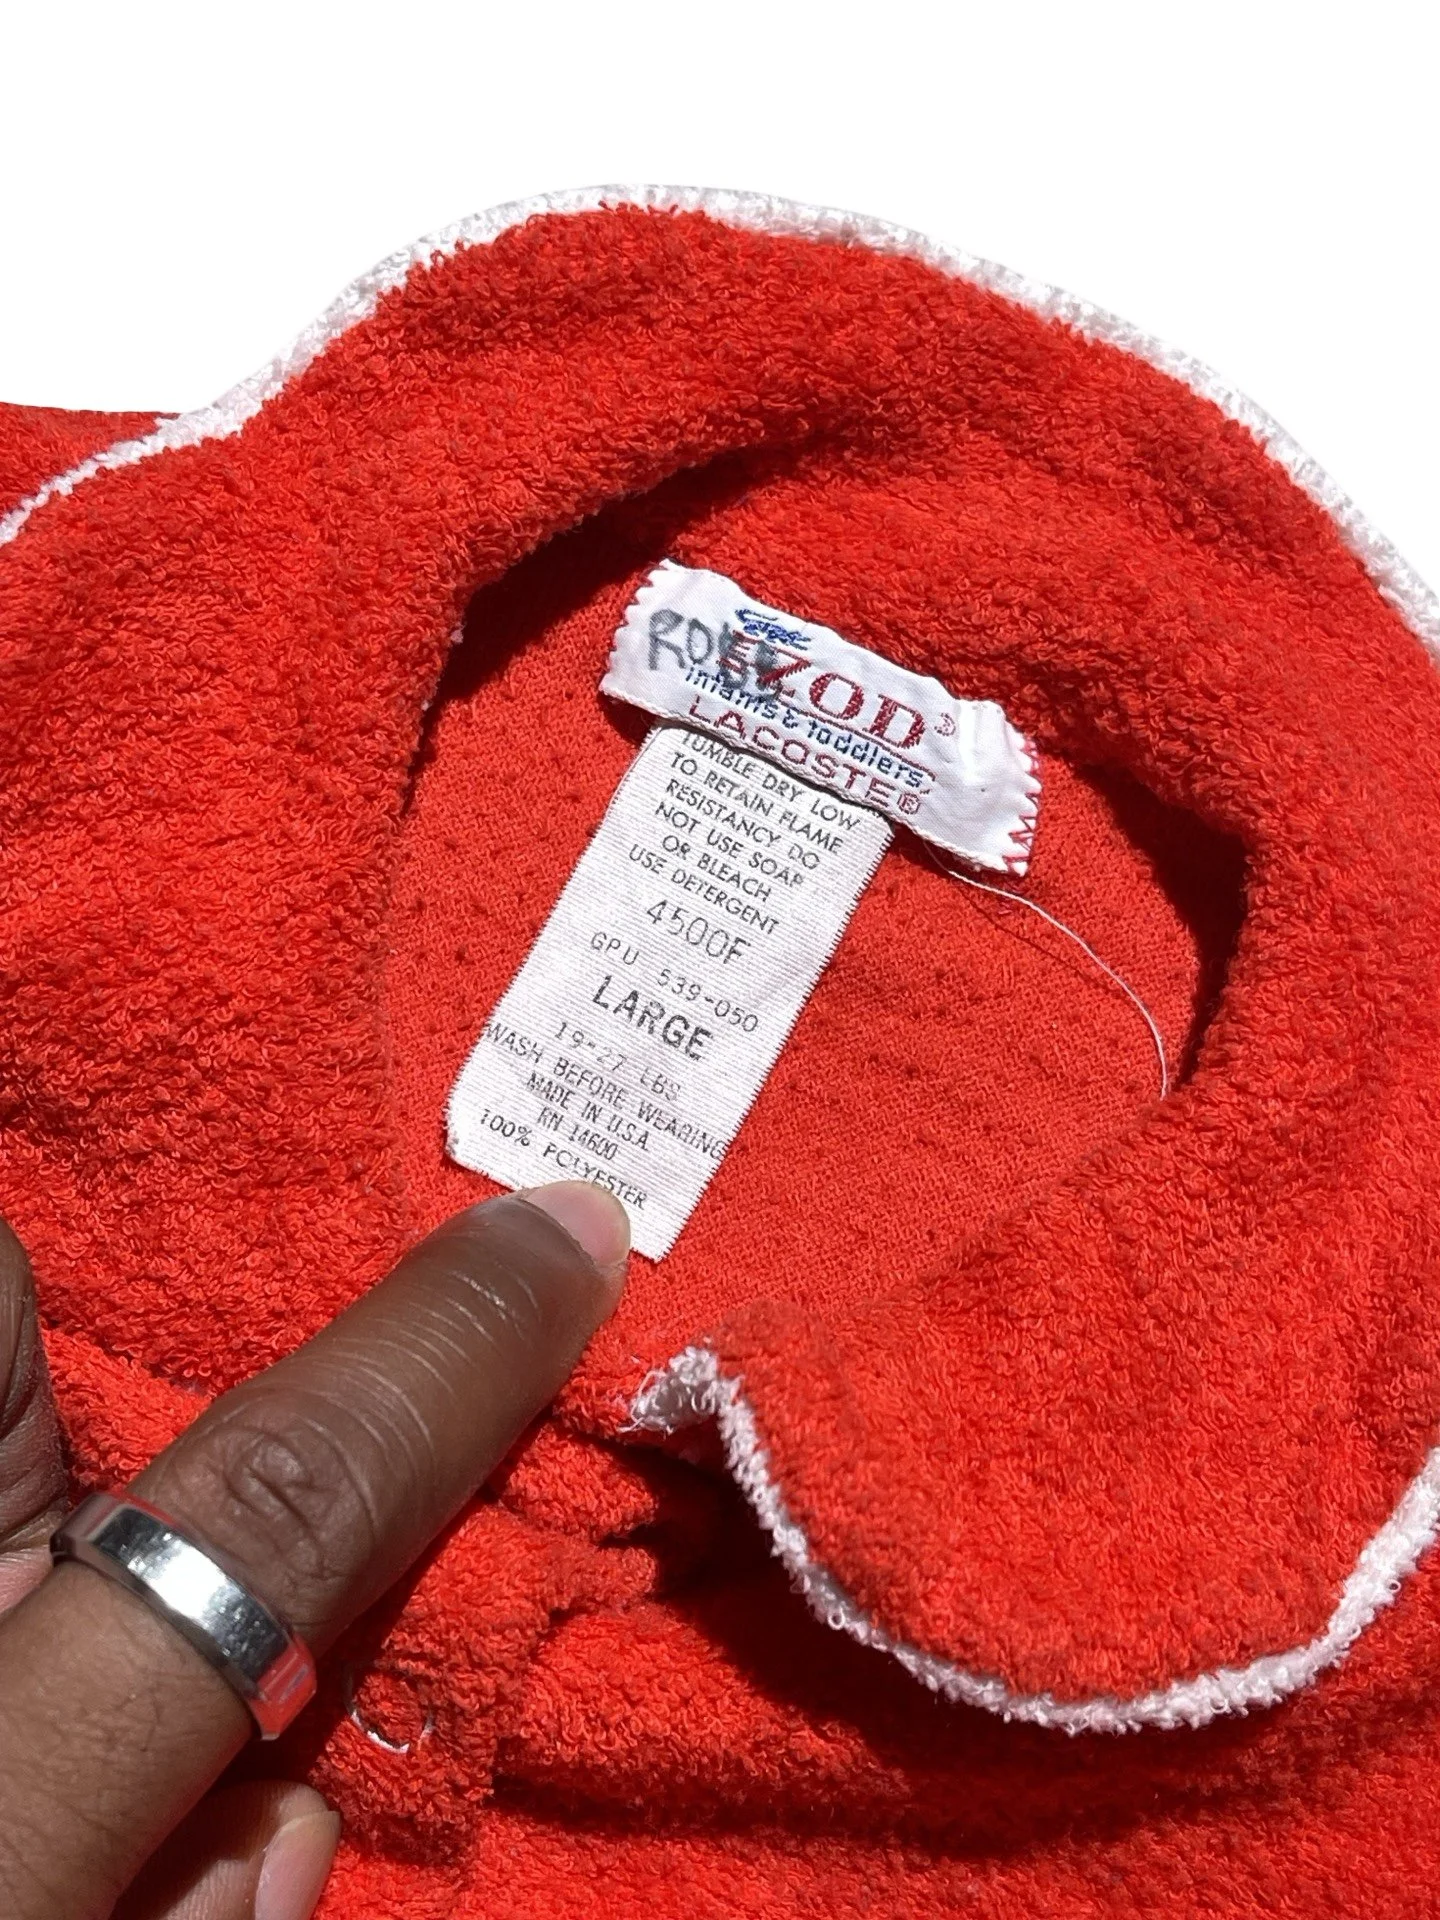 IZOD®
infants & toddlers
LACOSTE®
TUMBLE DRY, LOW
TO RETAIN FLAME
RESISTANCY DO
NOT USE SOAP
OR BLEACH
USE DETERGENT
4500F
GPU 539-050
LARGE
19-27 LBS
WASH BEFORE WEARING
MADE IN U.S.A.
RN 14600
100% POLYESTER